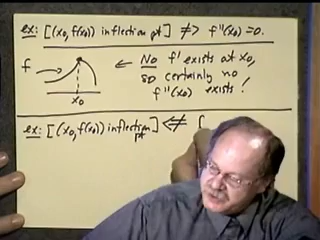 ex: [(x₀, f(x₀)) inflection pt] ⇏ f''(x₀) = 0.
f
x₀
← No f' exists at x₀,
so certainly no
f''(x₀) exists!
ex: [(x₀, f(x₀)) inflection pt] ⇍ [